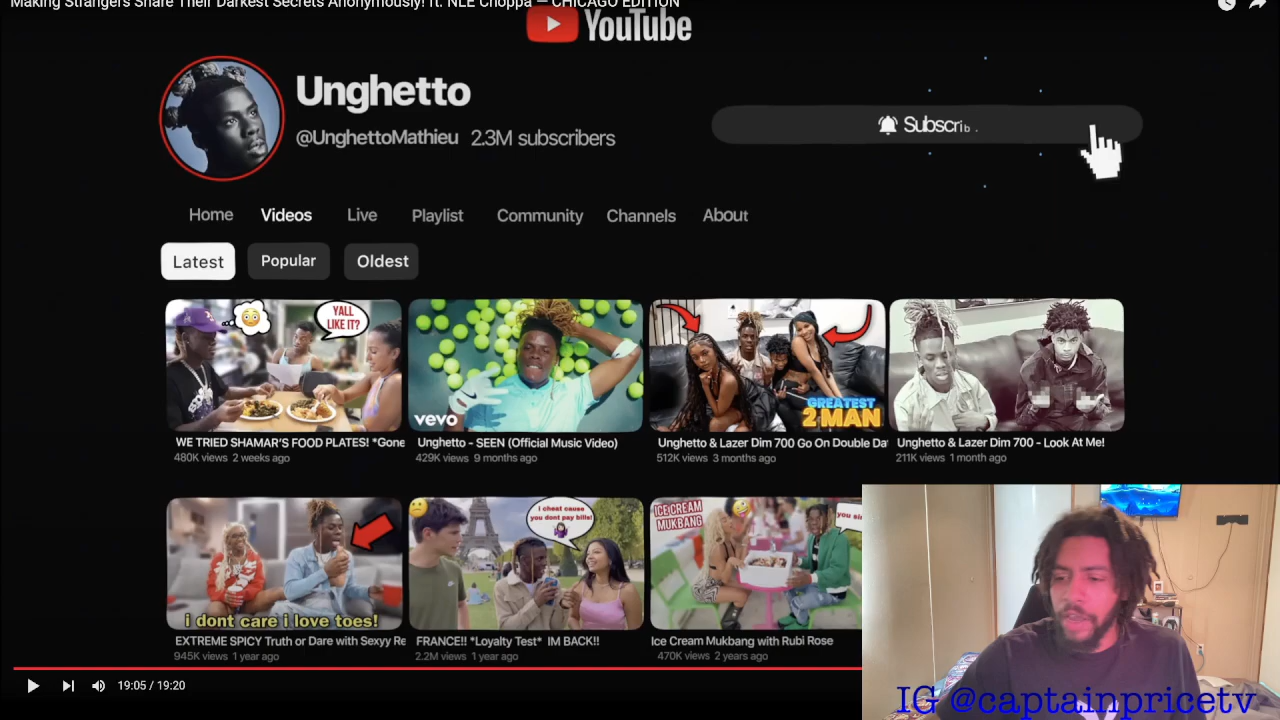 Making Strangers Share Their Darkest Secrets Anonymously! ft. NLE Choppa — CHICAGO EDITION
YouTube
Unghetto
@UnghettoMathieu 2.3M subscribers
Subscrib
Home Videos Live Playlist Community Channels About
Latest Popular Oldest
YALL
LIKE IT?
vevo
GREATEST
2 MAN
WE TRIED SHAMAR'S FOOD PLATES! *Gone
480K views 2 weeks ago
Unghetto - SEEN (Official Music Video)
429K views 9 months ago
Unghetto & Lazer Dim 700 Go On Double Da
512K views 3 months ago
Unghetto & Lazer Dim 700 - Look At Me!
211K views 1 month ago
i dont care i love toes!
I cheat cause
you dont pay bills!
ICE CREAM
MUKBANG
you sin
EXTREME SPICY Truth or Dare with Sexyy Re
945K views 1 year ago
FRANCE!! *Loyalty Test* IM BACK!!
2.2M views 1 year ago
Ice Cream Mukbang with Rubi Rose
470K views 2 years ago
19:05 / 19:20
IG @captainpricetv